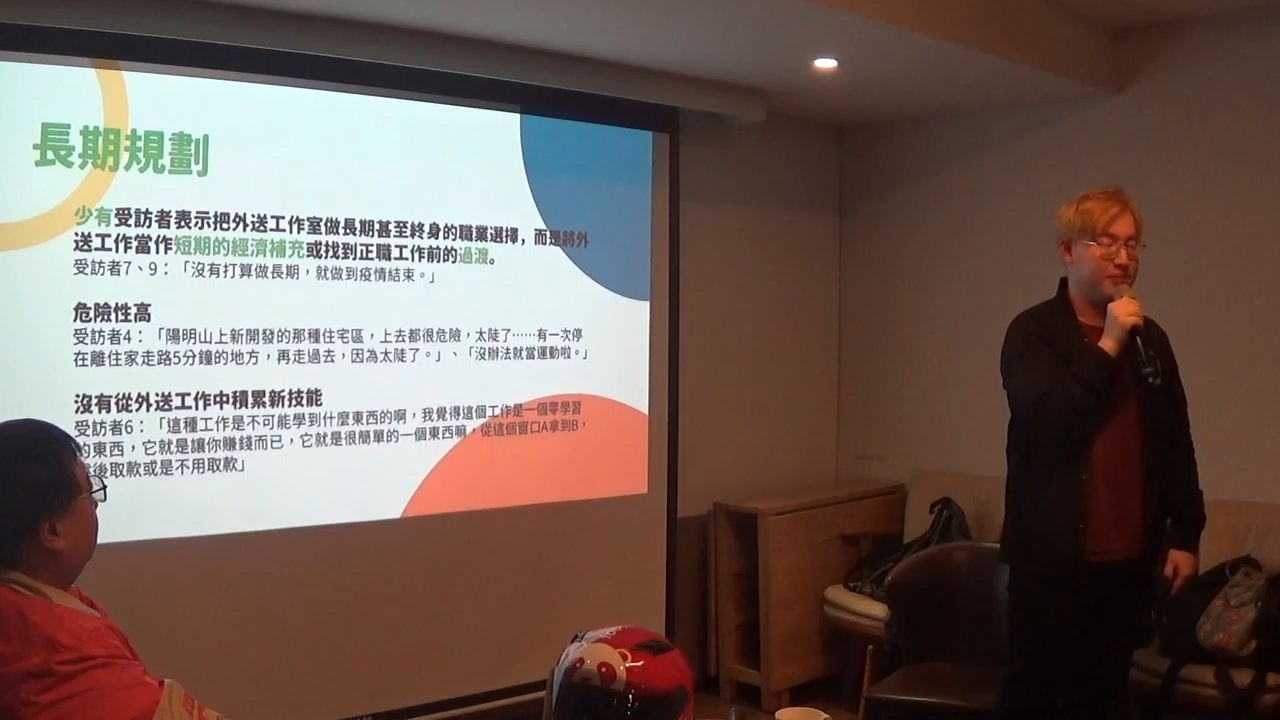 長期規劃
少有受訪者表示把外送工作室做長期甚至終身的職業選擇，而是將外
送工作當作短期的經濟補充或找到正職工作前的過渡。
受訪者7、9：「沒有打算做長期，就做到疫情結束。」
危險性高
受訪者4：「陽明山上新開發的那種住宅區，上去都很危險，太陡了⋯⋯有一次停
在離住家走路5分鐘的地方，再走過去，因為太陡了。」、「沒辦法就當運動啦。」
沒有從外送工作中積累新技能
受訪者6：「這種工作是不可能學到什麼東西的啊，我覺得這個工作是一個零學習
的東西，它就是讓你賺錢而已，它就是很簡單的一個東西嘛，從這個窗口A拿到B，
後取款或是不用取款」